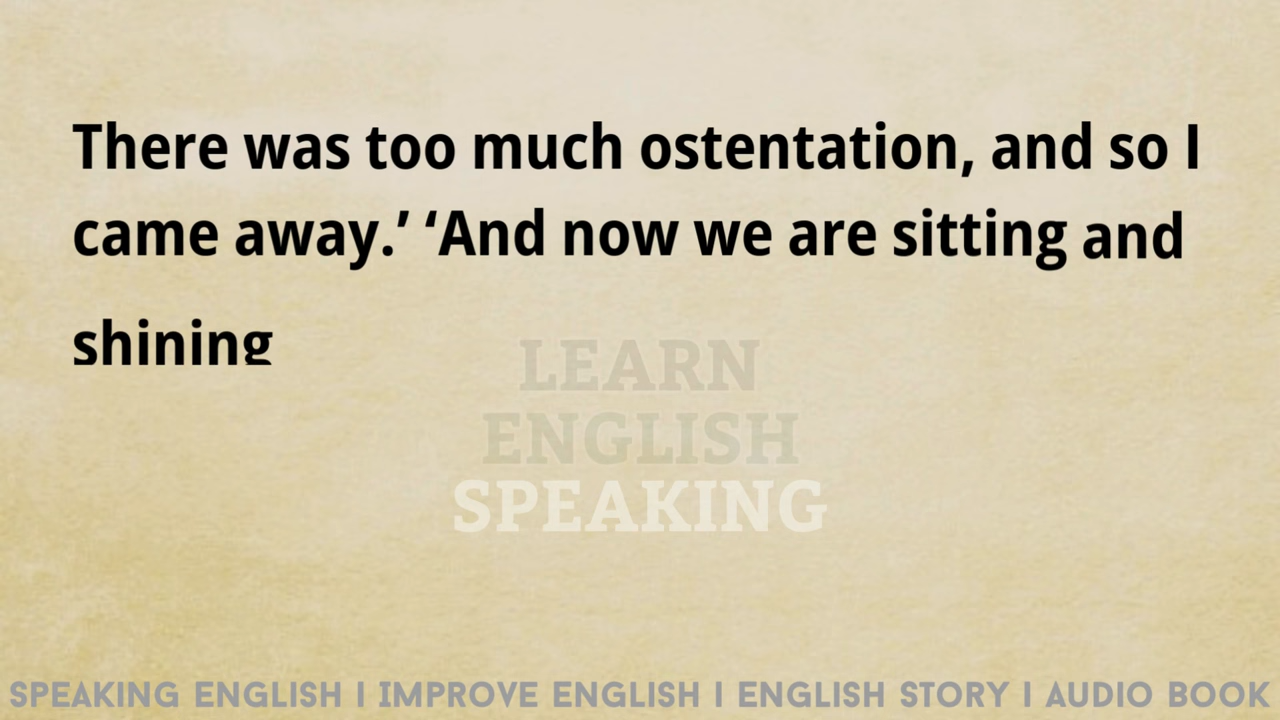 There was too much ostentation, and so I
came away.’ ‘And now we are sitting and
shining
LEARN
ENGLISH
SPEAKING
SPEAKING ENGLISH I IMPROVE ENGLISH I ENGLISH STORY I AUDIO BOOK